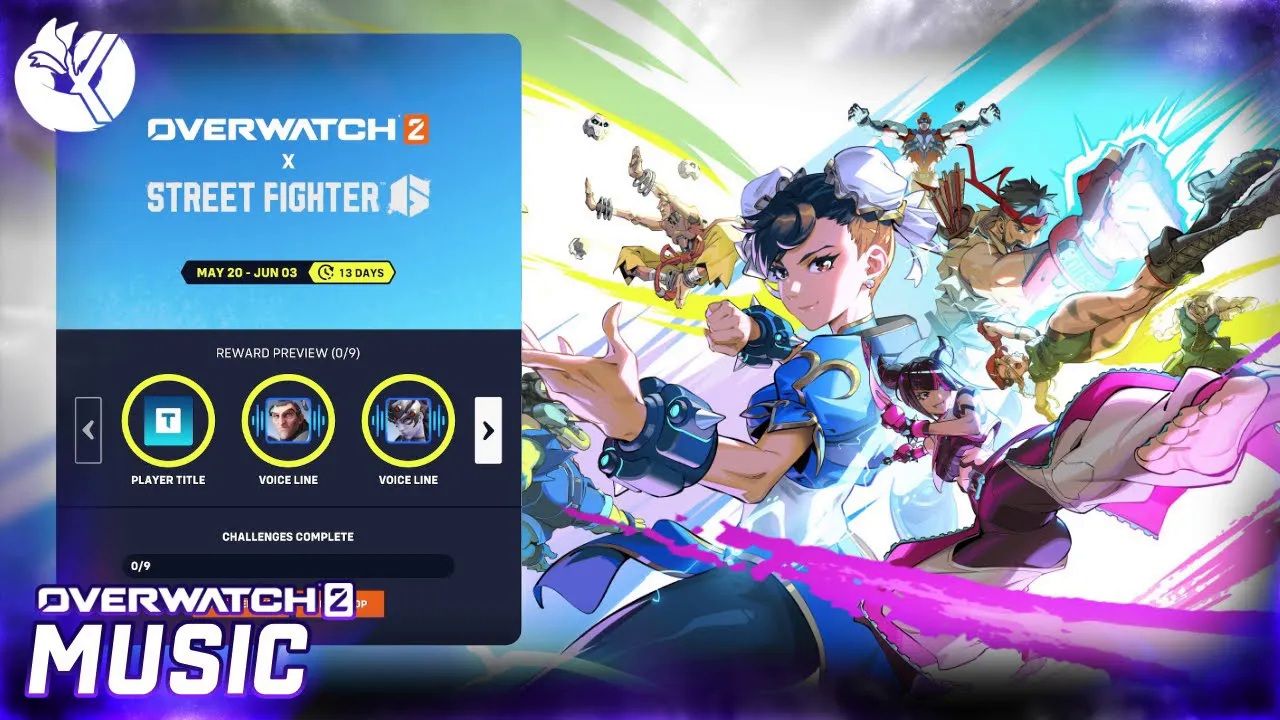 OVERWATCH 2
X
STREET FIGHTER 6
MAY 20 - JUN 03 13 DAYS
REWARD PREVIEW (0/9)
T
PLAYER TITLE
VOICE LINE
VOICE LINE
CHALLENGES COMPLETE
0/9
OVERWATCH 2
MUSIC